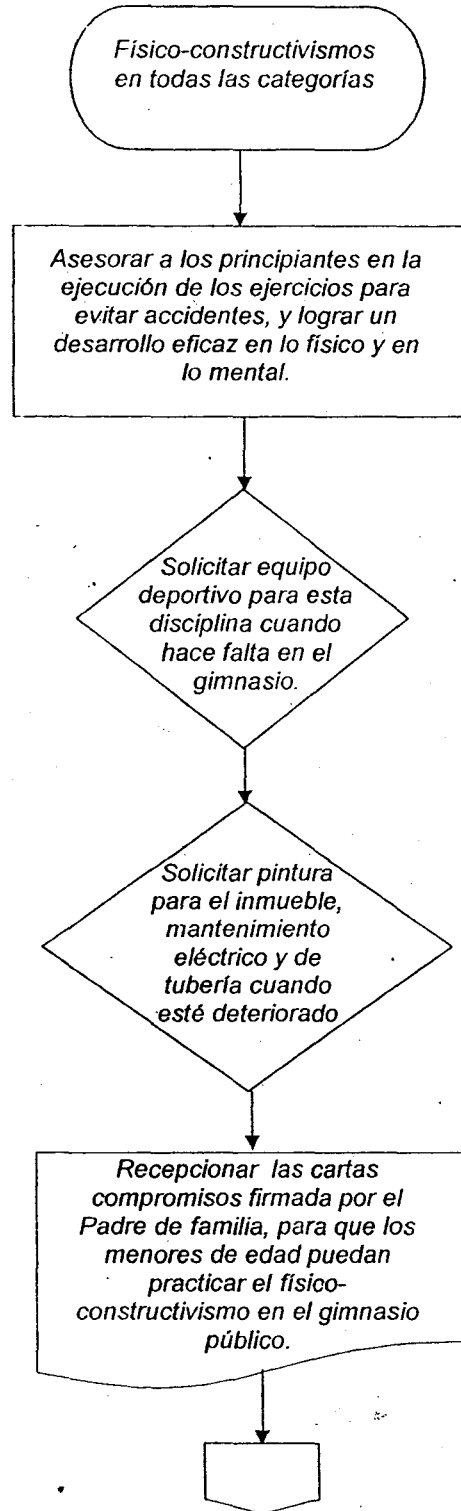 Físico-constructivismos
en todas las categorías
Asesorar a los principiantes en la
ejecución de los ejercicios para
evitar accidentes, y lograr un
desarrollo eficaz en lo físico y en
lo mental.
Solicitar equipo
deportivo para esta
disciplina cuando
hace falta en el
gimnasio.
Solicitar pintura
para el inmueble,
mantenimiento
eléctrico y de
tubería cuando
esté deteriorado
Recepcionar las cartas
compromisos firmada por el
Padre de familia, para que los
menores de edad puedan
practicar el físico-
constructivismo en el gimnasio
público.